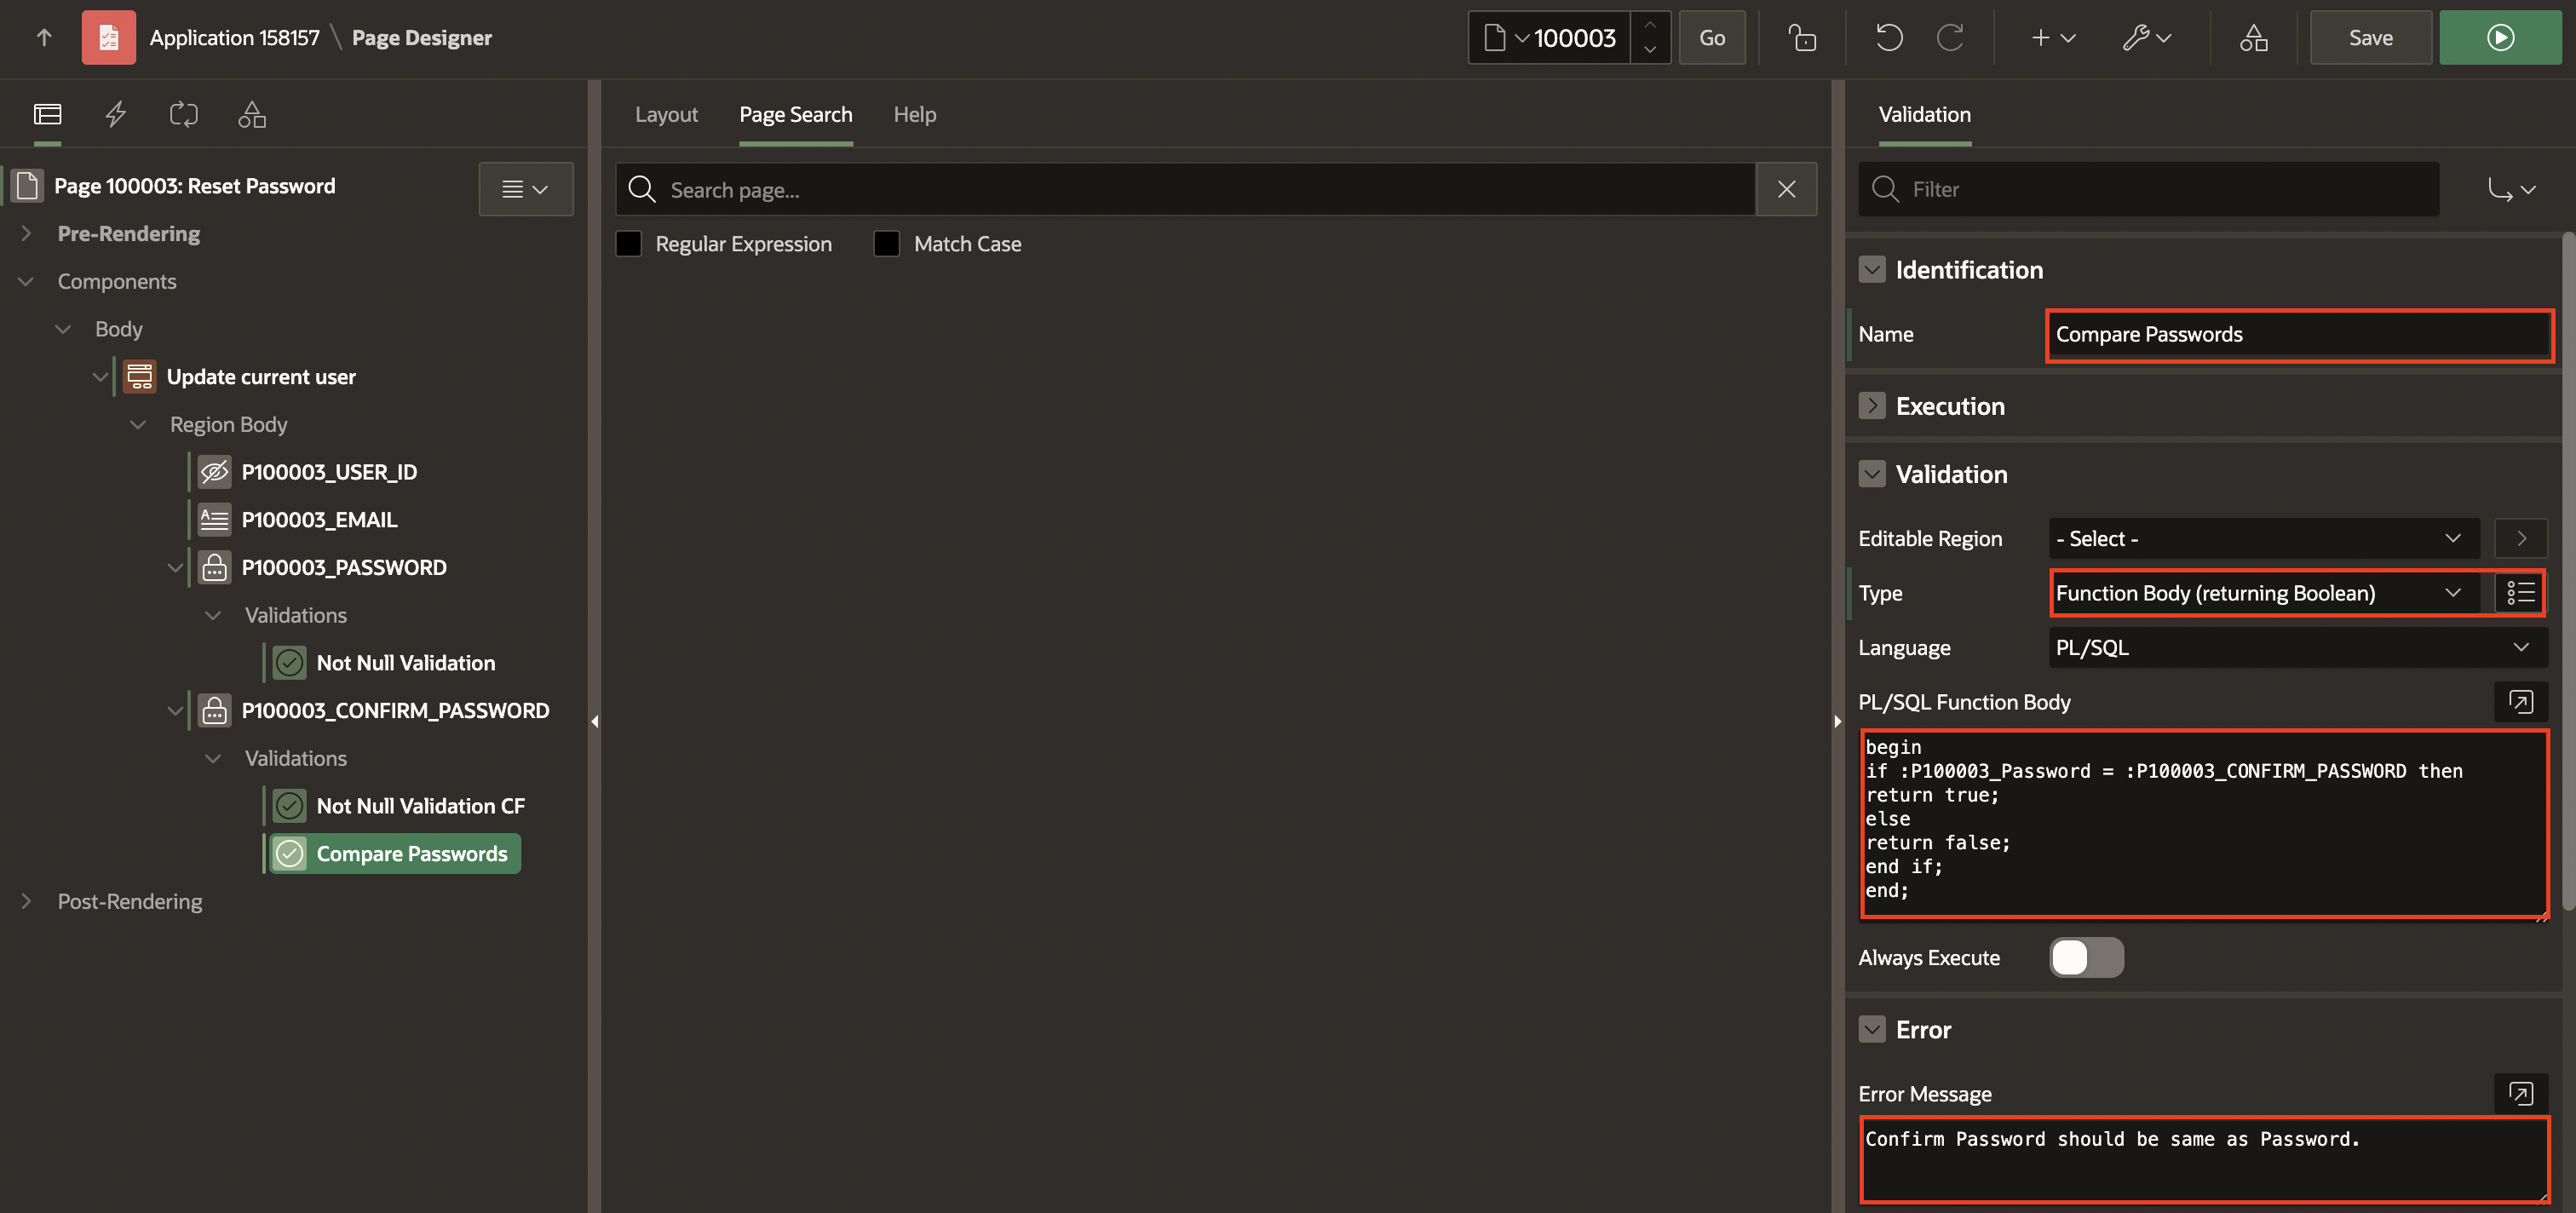 Application 158157 \ Page Designer
100003
Go
Save
Page 100003: Reset Password
Pre-Rendering
Components
Body
Update current user
Region Body
P100003_USER_ID
P100003_EMAIL
P100003_PASSWORD
Validations
Not Null Validation
P100003_CONFIRM_PASSWORD
Validations
Not Null Validation CF
Compare Passwords
Post-Rendering
Layout Page Search Help
Search page...
Regular Expression Match Case
Validation
Filter
Identification
Name Compare Passwords
Execution
Validation
Editable Region - Select -
Type Function Body (returning Boolean)
Language PL/SQL
PL/SQL Function Body
begin
if :P100003_Password = :P100003_CONFIRM_PASSWORD then
return true;
else
return false;
end if;
end;
Always Execute
Error
Error Message
Confirm Password should be same as Password.